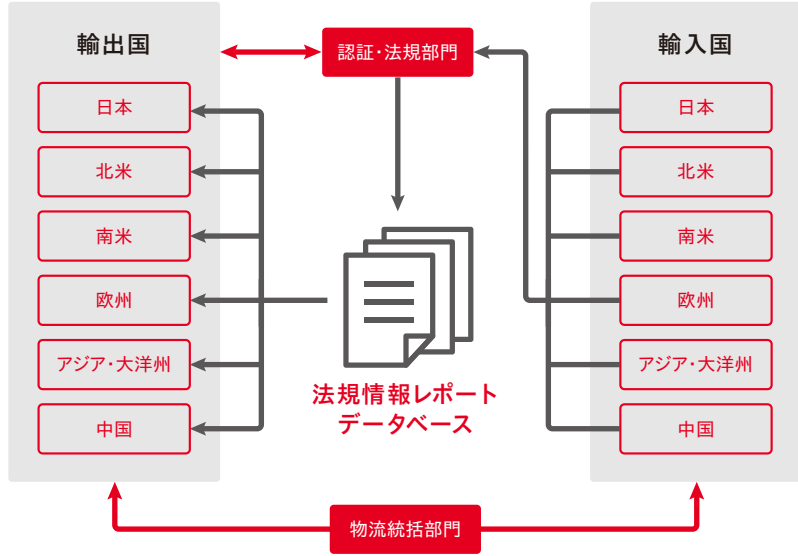 輸出国
日本
北米
南米
欧州
アジア・大洋州
中国
認証・法規部門
法規情報レポート
データベース
輸入国
日本
北米
南米
欧州
アジア・大洋州
中国
物流統括部門